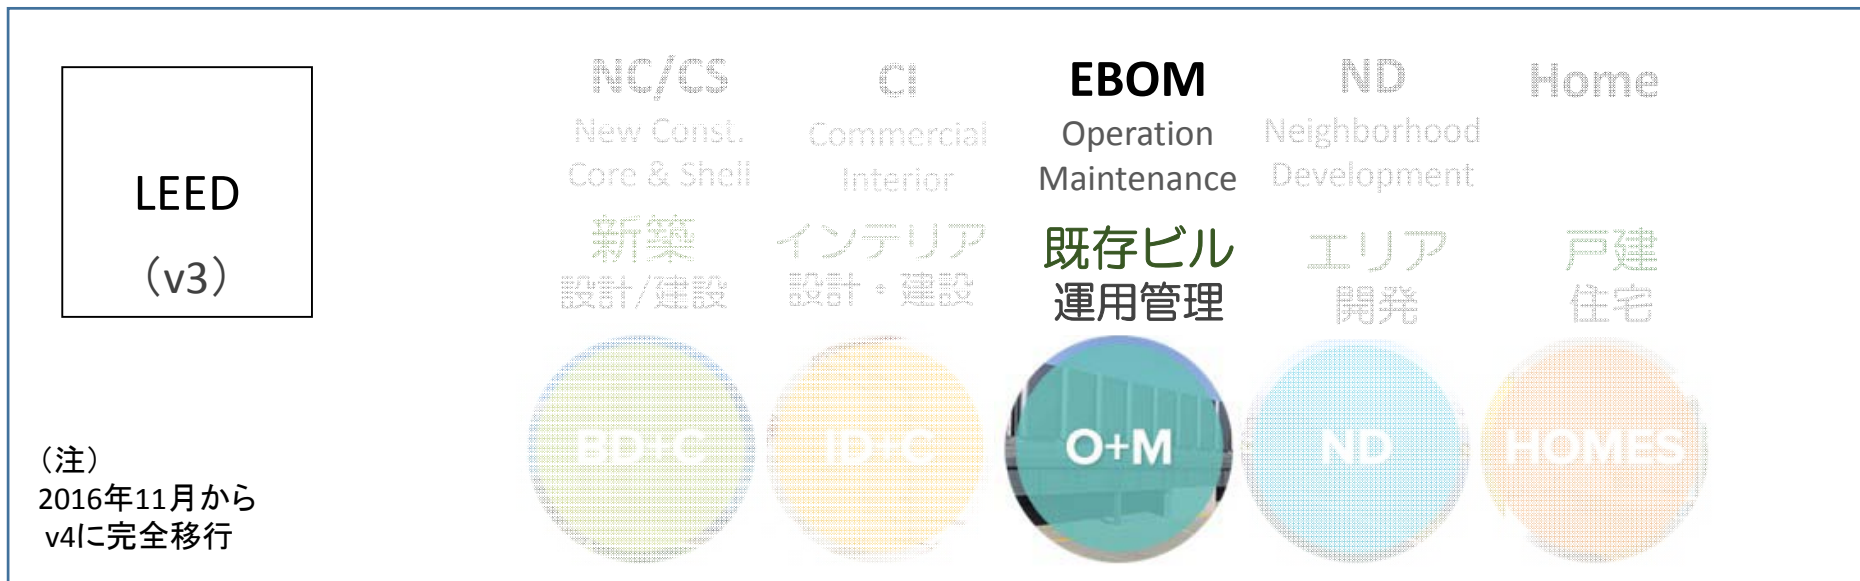 LEED
（v3）
（注）
2016年11月から
v4に完全移行
NC/CS
New Const.
Core & Shell
新築
設計/建設
BD+C
CI
Commercial
Interior
インテリア
設計・建設
ID+C
EBOM
Operation
Maintenance
既存ビル
運用管理
O+M
ND
Neighborhood
Development
エリア
開発
ND
Home
戸建
住宅
HOMES